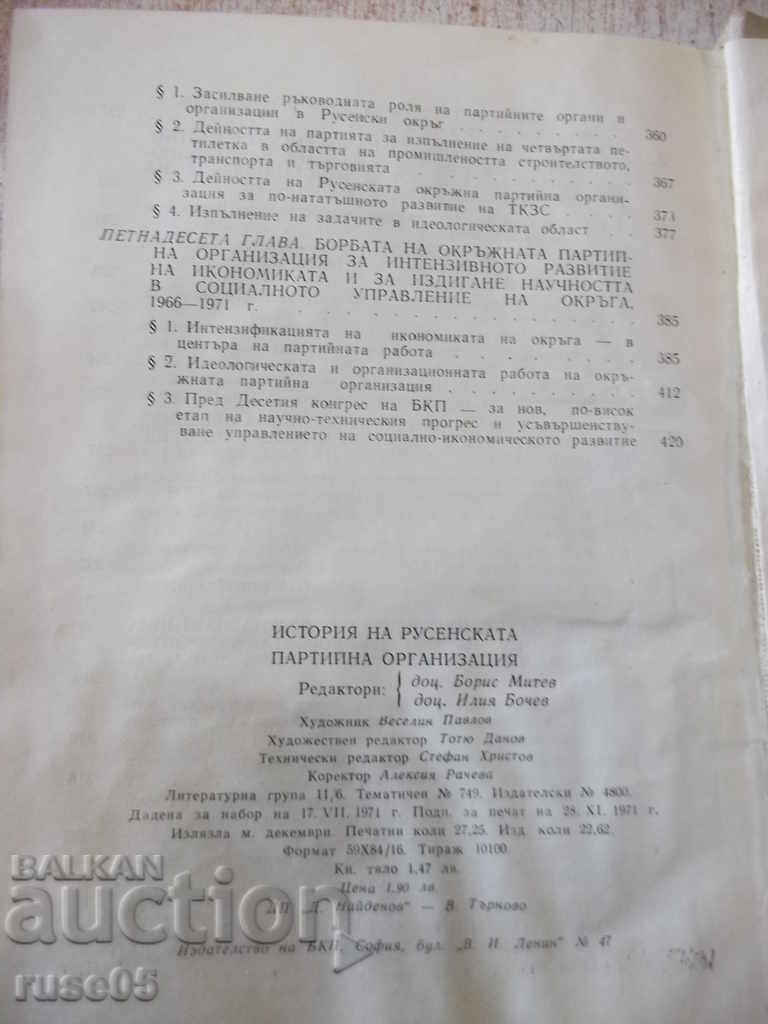 § 1. Засилване ръководната роля на партийните органи и
организации в Русенски окръг . . . . . . . . 360
§ 2. Дейността на партията за изпълнение на четвъртата пе-
тилетка в областта на промишлеността строителството,
транспорта и търговията . . . . . . . . 367
§ 3. Дейността на Русенската окръжна партийна органи-
зация за по-нататъшното развитие на ТКЗС . . . . 373
§ 4. Изпълнение на задачите в идеологическата област . . 377
ПЕТНАДЕСЕТА ГЛАВА. БОРБАТА НА ОКРЪЖНАТА ПАРТИЙ-
НА ОРГАНИЗАЦИЯ ЗА ИНТЕНЗИВНОТО РАЗВИТИЕ
НА ИКОНОМИКАТА И ЗА ИЗДИГАНЕ НАУЧНОСТТА
В СОЦИАЛНОТО УПРАВЛЕНИЕ НА ОКРЪГА.
1966—1971 г. . . . . . . . . . . . . . 385
§ 1. Интензификацията на икономиката на окръга — в
центъра на партийната работа . . . . . . . 385
§ 2. Идеологическата и организационната работа на окръ-
жната партийна организация . . . . . . . . 412
§ 3. Пред Десетия конгрес на БКП — за нов, по-висок
етап на научно-техническия прогрес и усъвършенству-
ване управлението на социално-икономическото развитие 420
ИСТОРИЯ НА РУСЕНСКАТА
ПАРТИЙНА ОРГАНИЗАЦИЯ
Редактори: { доц. Борис Митев
доц. Илия Бочев
Художник Веселин Павлов
Художествен редактор Тотю Данов
Технически редактор Стефан Христов
Коректор Алексия Рачева
Литературна група 11,6. Тематичен № 749. Издателски № 4800.
Дадена за набор на 17. VII. 1971 г. Подп. за печат на 28. XI. 1971 г.
Излязла м. декември. Печатни коли 27,25. Изд. коли 22,62.
Формат 59X84/16. Тираж 10100
Кн. тяло 1,47 лв.
Цена 1,90 лв.
ДП „Д. Найденов“ — В. Търново
Издателство на БКП, София, бул. „В. И. Ленин“ № 47
BALKAN
auction
ruse05